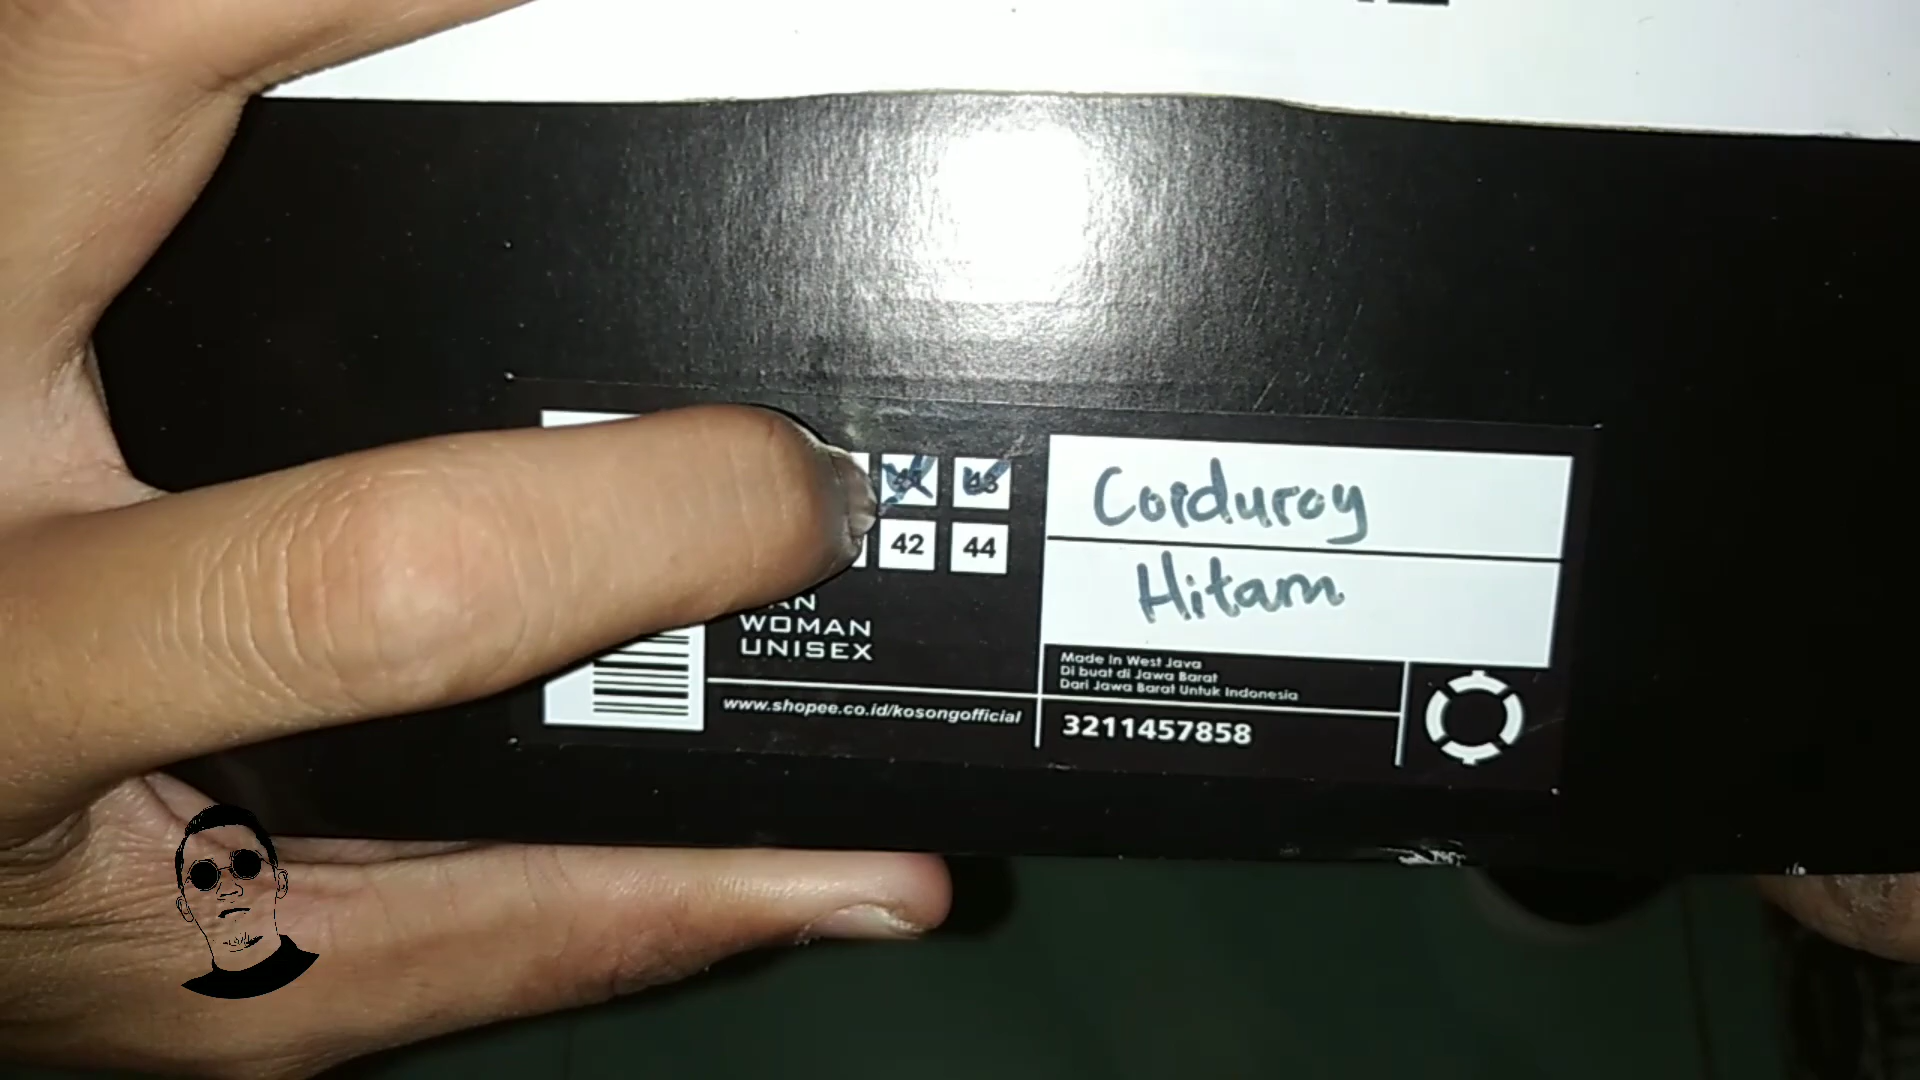 43
42 44
WOMAN
UNISEX
www.shopee.co.id/kosongofficial
Corduroy
Hitam
Made In West Java
Di buat di Jawa Barat
Dari Jawa Barat Untuk Indonesia
3211457858